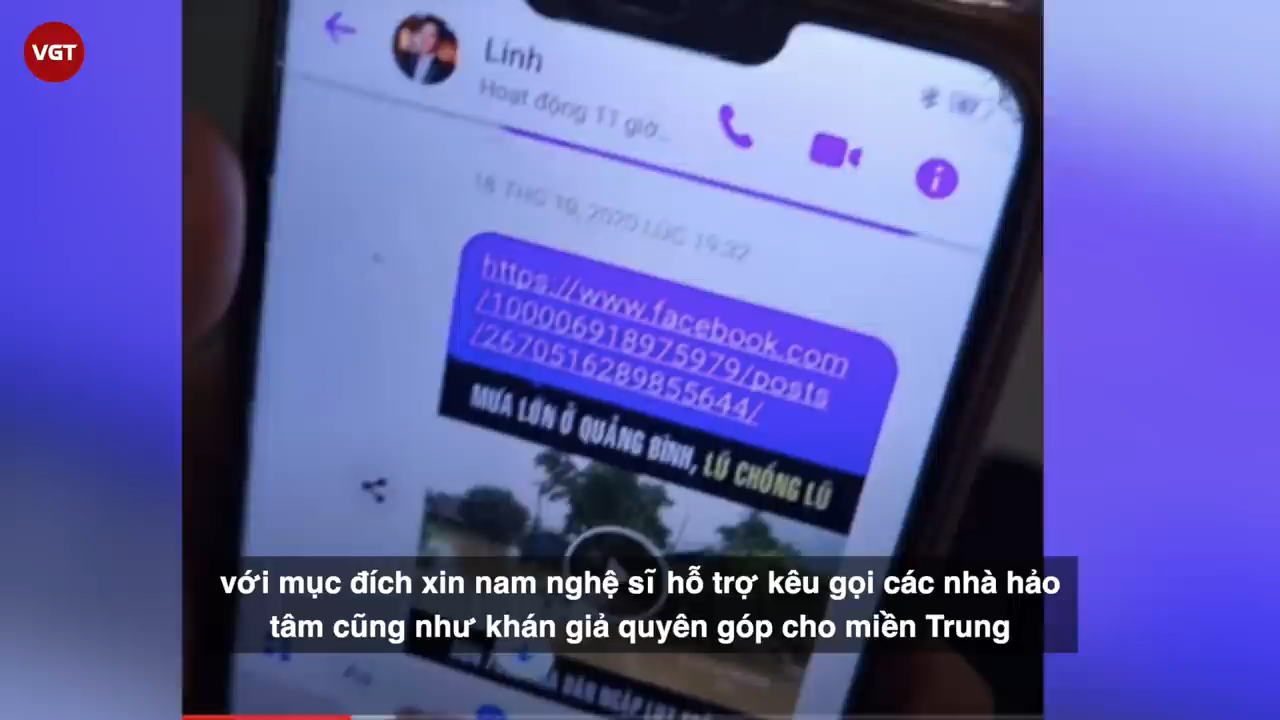 VGT
Linh
Hoạt động 11 giờ...
18 THG 10, 2020 LÚC 19:32
https://www.facebook.com
/100006918975979/posts
/2670516289855644/
MƯA LỚN Ở QUẢNG BÌNH, LŨ CHỒNG LŨ
với mục đích xin nam nghệ sĩ hỗ trợ kêu gọi các nhà hảo
tâm cũng như khán giả quyên góp cho miền Trung